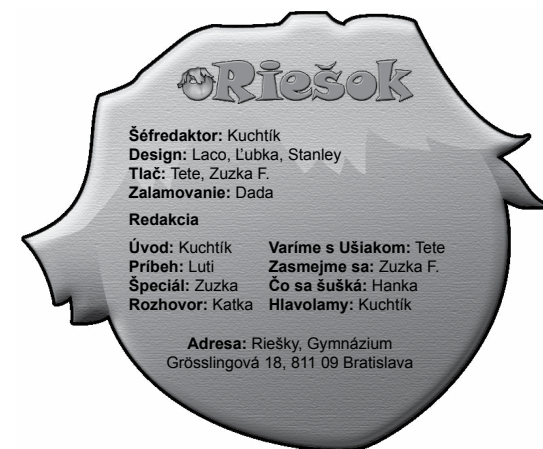 Riešok
Šéfredaktor: Kuchtík
Design: Laco, Ľubka, Stanley
Tlač: Tete, Zuzka F.
Zalamovanie: Dada
Redakcia
Úvod: Kuchtík Varíme s Ušiakom: Tete
Príbeh: Luti Zasmejme sa: Zuzka F.
Špeciál: Zuzka Čo sa šušká: Hanka
Rozhovor: Katka Hlavolamy: Kuchtík
Adresa: Riešky, Gymnázium
Grösslingová 18, 811 09 Bratislava